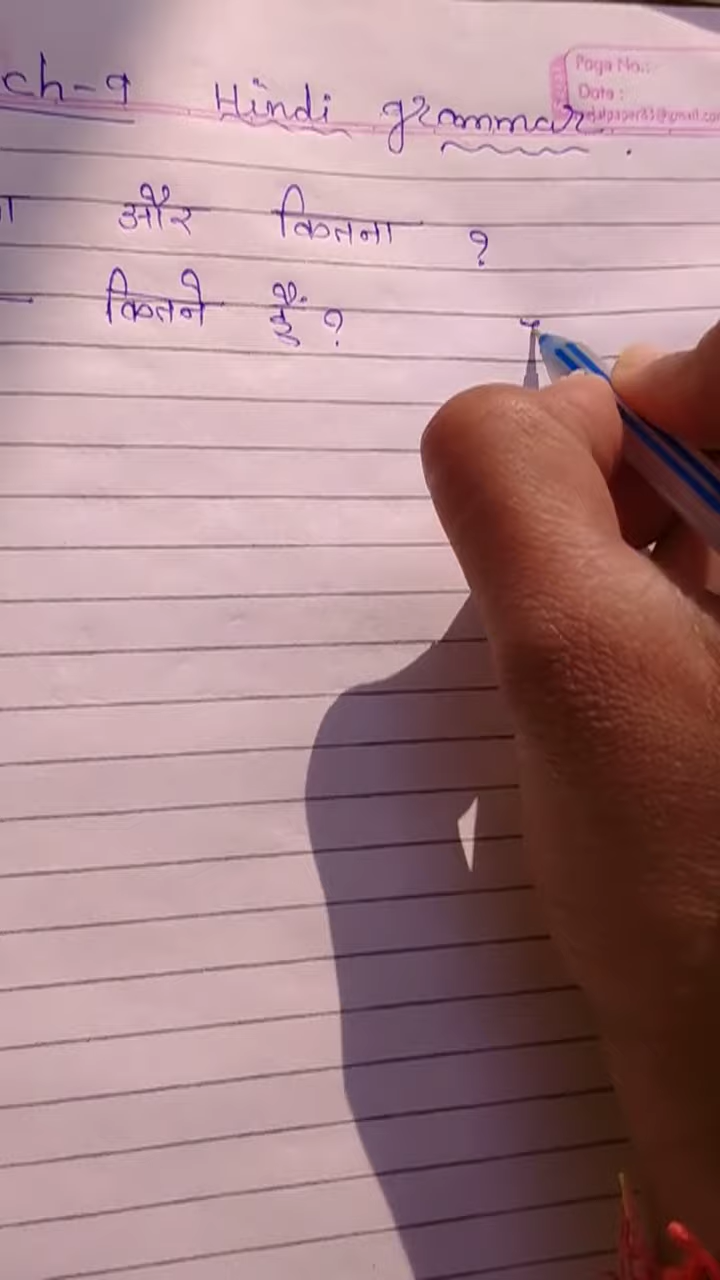 ch-9 Hindi grammar.
Page No.:
Date :
और कितना ?
कितने हैं ?